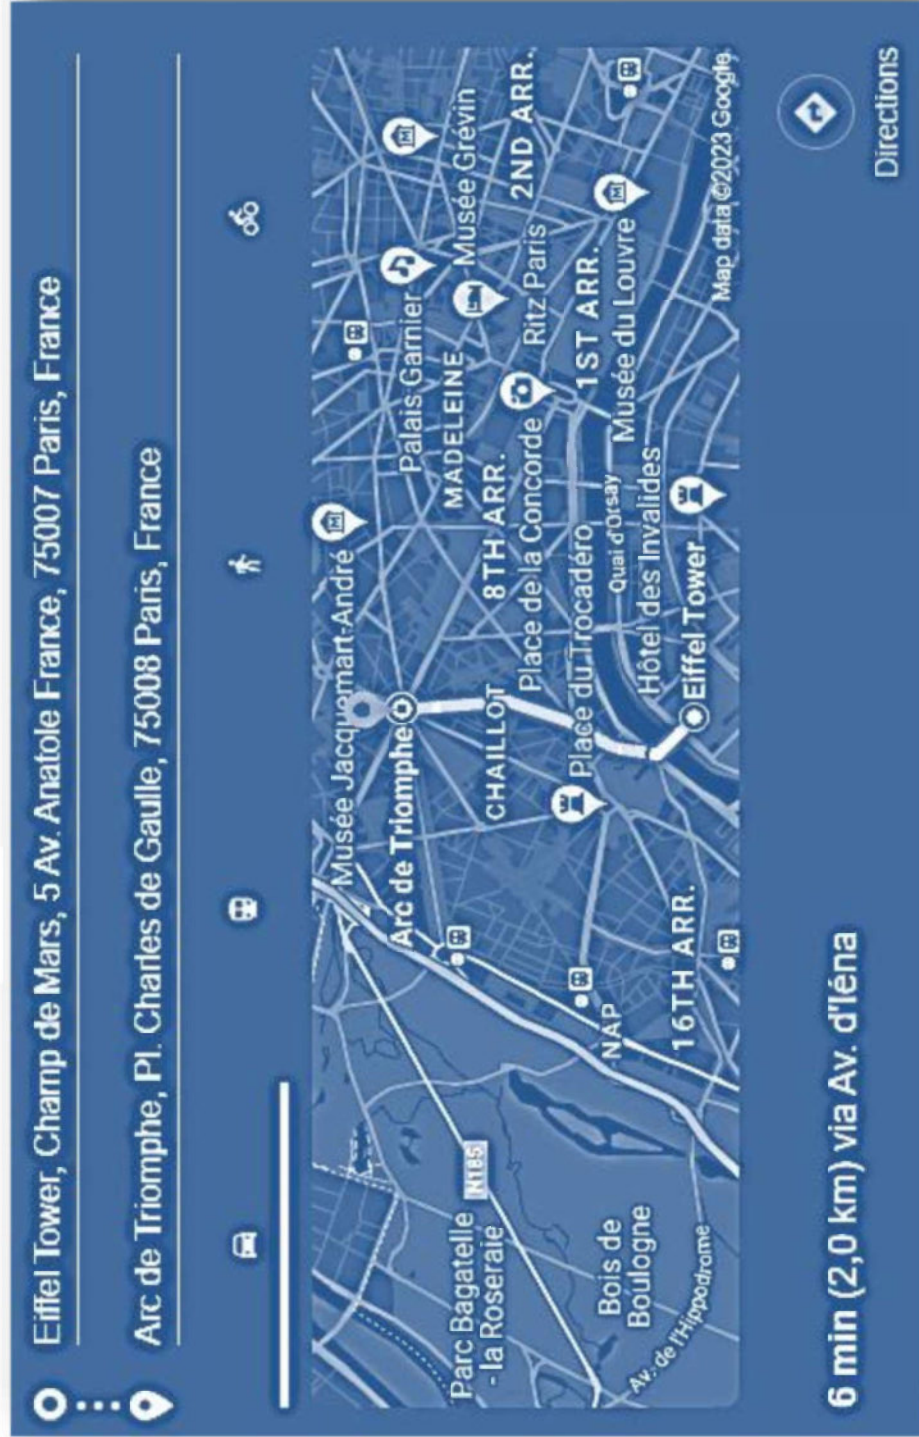 Eiffel Tower, Champ de Mars, 5 Av. Anatole France, 75007 Paris, France
Arc de Triomphe, Pl. Charles de Gaulle, 75008 Paris, France
Musée Jacquemart-André
Arc de Triomphe
Palais Garnier
Musée Grévin
MADELEINE
Parc Bagatelle
- la Roseraie
N185
CHAILLOT
8TH ARR.
Ritz Paris
2ND ARR.
Place de la Concorde
1ST ARR.
Place du Trocadéro
Quai d'Orsay
Musée du Louvre
NAP
Bois de
Boulogne
Hôtel des Invalides
16TH ARR.
Eiffel Tower
Av. de l'Hippodrome
Map data ©2023 Google
6 min (2,0 km) via Av. d'Iéna
Directions